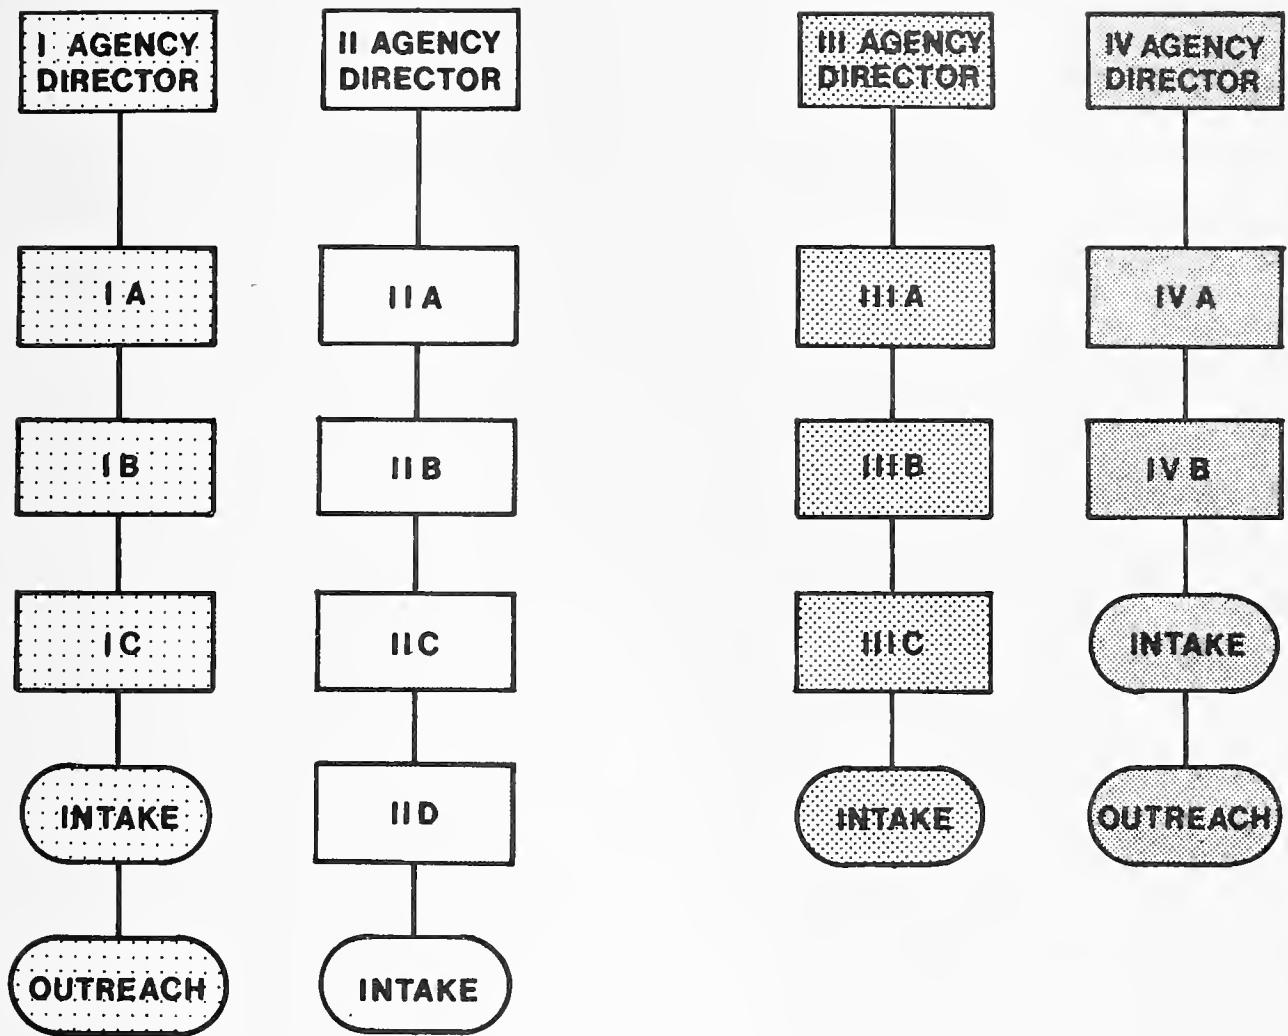 I AGENCY
DIRECTOR
I A
I B
I C
INTAKE
OUTREACH
II AGENCY
DIRECTOR
II A
II B
II C
II D
INTAKE
III AGENCY
DIRECTOR
III A
III B
III C
INTAKE
IV AGENCY
DIRECTOR
IV A
IV B
INTAKE
OUTREACH